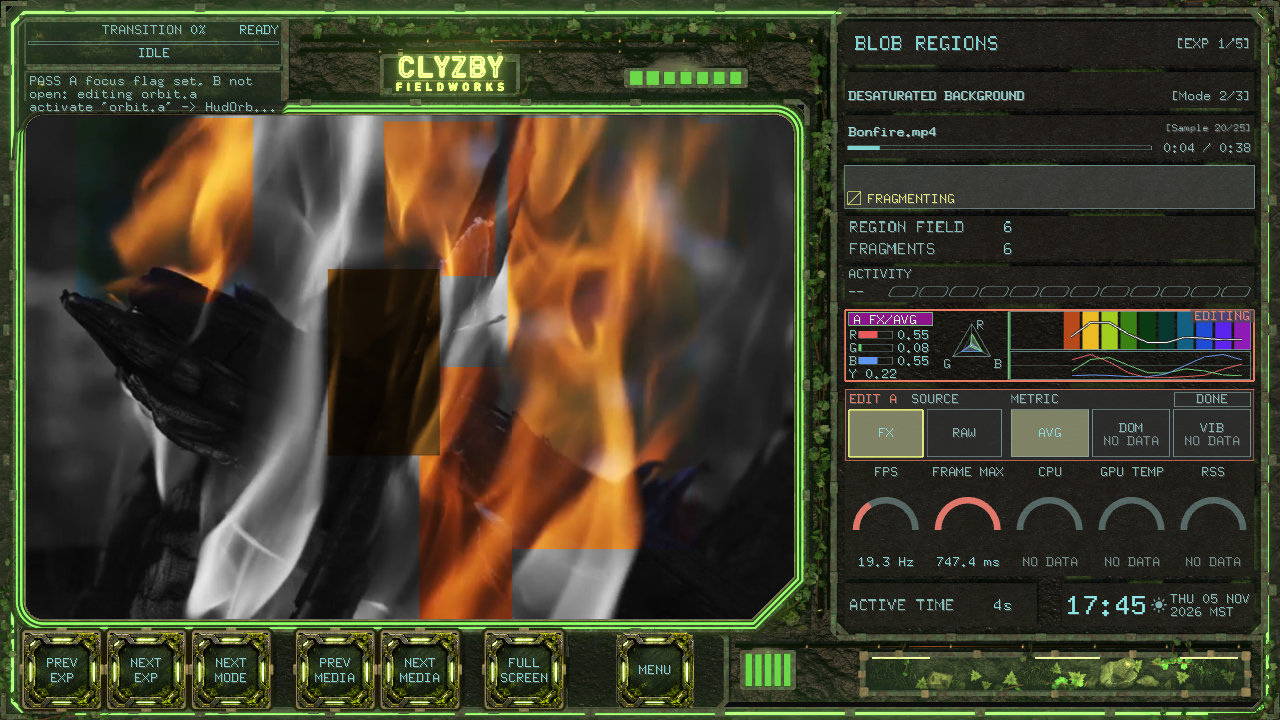 TRANSITION 0% READY
IDLE
PASS A focus flag set. B not
open: editing orbit.a
activate "orbit.a" -> HudOrb...
CLYZBY
FIELDWORKS
BLOB REGIONS [EXP 1/5]
DESATURATED BACKGROUND [Mode 2/3]
Bonfire.mp4 [Sample 20/25]
0:04 / 0:38
FRAGMENTING
REGION FIELD 6
FRAGMENTS 6
ACTIVITY
--
A FX/AVG EDITING
R 0.55
G 0.08
B 0.55
Y 0.22
R
G B
EDIT A SOURCE METRIC DONE
FX RAW AVG DOM NO DATA VIB NO DATA
FPS FRAME MAX CPU GPU TEMP RSS
19.3 Hz 747.4 ms NO DATA NO DATA NO DATA
ACTIVE TIME 4s 17:45 THU 05 NOV
2026 MST
PREV EXP
NEXT EXP
NEXT MODE
PREV MEDIA
NEXT MEDIA
FULL SCREEN
MENU